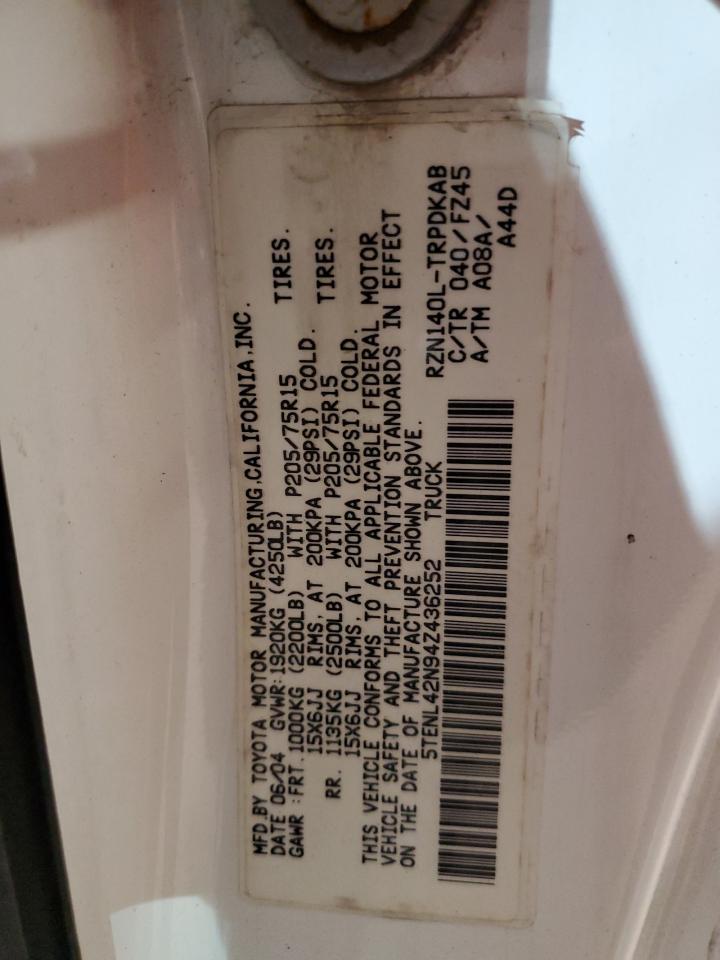 MFD.BY TOYOTA MOTOR MANUFACTURING,CALIFORNIA,INC.
DATE 06/04 GVWR:1920KG (4250LB)
GAWR :FRT.1000KG (2200LB) WITH P205/75R15 TIRES.
15X6JJ RIMS, AT 200KPA (29PSI) COLD.
RR. 1135KG (2500LB) WITH P205/75R15 TIRES.
15X6JJ RIMS, AT 200KPA (29PSI) COLD.
THIS VEHICLE CONFORMS TO ALL APPLICABLE FEDERAL MOTOR
VEHICLE SAFETY AND THEFT PREVENTION STANDARDS IN EFFECT
ON THE DATE OF MANUFACTURE SHOWN ABOVE.
5TENL42N94Z436252 TRUCK
RZN140L-TRPDKAB
C/TR 040/FZ45
A/TM A08A/
A44D